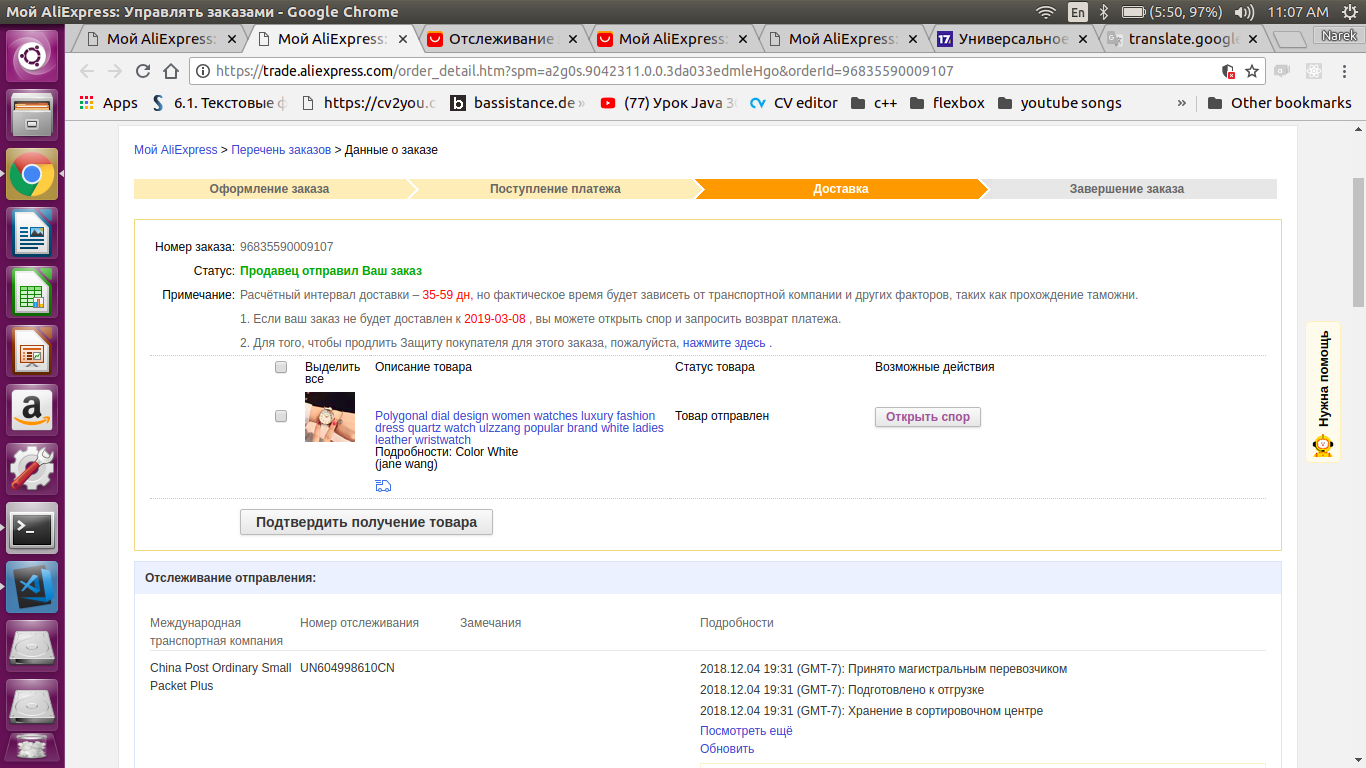 Мой AliExpress: Управлять заказами - Google Chrome
En
(5:50, 97%)
11:07 AM
Мой AliExpress:
Мой AliExpress:
Отслеживание
Мой AliExpress:
Мой AliExpress:
17
Универсальное
translate.google
Narek
https://trade.aliexpress.com/order_detail.htm?spm=a2g0s.9042311.0.0.3da033edmleHgo&orderId=96835590009107
Apps
6.1. Текстовые ф
https://cv2you.c
bassistance.de »
(77) Урок Java 3
CV editor
c++
flexbox
youtube songs
»
Other bookmarks
Мой AliExpress > Перечень заказов > Данные о заказе
Оформление заказа
Поступление платежа
Доставка
Завершение заказа
Номер заказа: 96835590009107
Статус: Продавец отправил Ваш заказ
Примечание: Расчётный интервал доставки – 35-59 дн, но фактическое время будет зависеть от транспортной компании и других факторов, таких как прохождение таможни.
1. Если ваш заказ не будет доставлен к 2019-03-08 , вы можете открыть спор и запросить возврат платежа.
2. Для того, чтобы продлить Защиту покупателя для этого заказа, пожалуйста, нажмите здесь .
Выделить
все
Описание товара
Статус товара
Возможные действия
Polygonal dial design women watches luxury fashion
dress quartz watch ulzzang popular brand white ladies
leather wristwatch
Подробности: Color White
(jane wang)
Товар отправлен
Открыть спор
Подтвердить получение товара
Нужна помощь
Отслеживание отправления:
Международная
транспортная компания
Номер отслеживания
Замечания
Подробности
China Post Ordinary Small
Packet Plus
UN604998610CN
2018.12.04 19:31 (GMT-7): Принято магистральным перевозчиком
2018.12.04 19:31 (GMT-7): Подготовлено к отгрузке
2018.12.04 19:31 (GMT-7): Хранение в сортировочном центре
Посмотреть ещё
Обновить